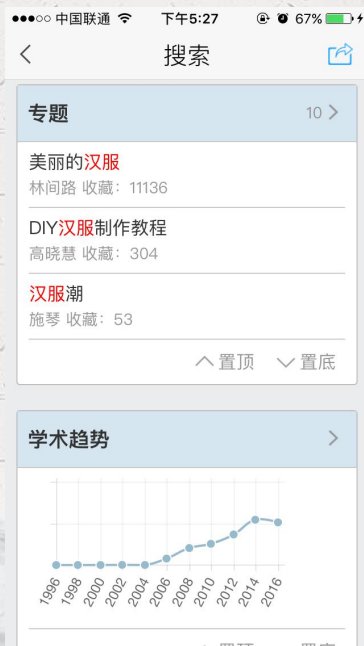 中国联通 下午5:27 67%
搜索
专题 10
美丽的汉服
林间路 收藏：11136
DIY汉服制作教程
高晓慧 收藏：304
汉服潮
施琴 收藏：53
置顶 置底
学术趋势
1996 1998 2000 2002 2004 2006 2008 2010 2012 2014 2016